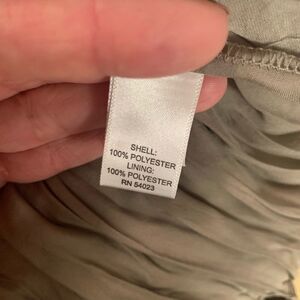 SHELL:
100% POLYESTER
LINING:
100% POLYESTER
RN 54023